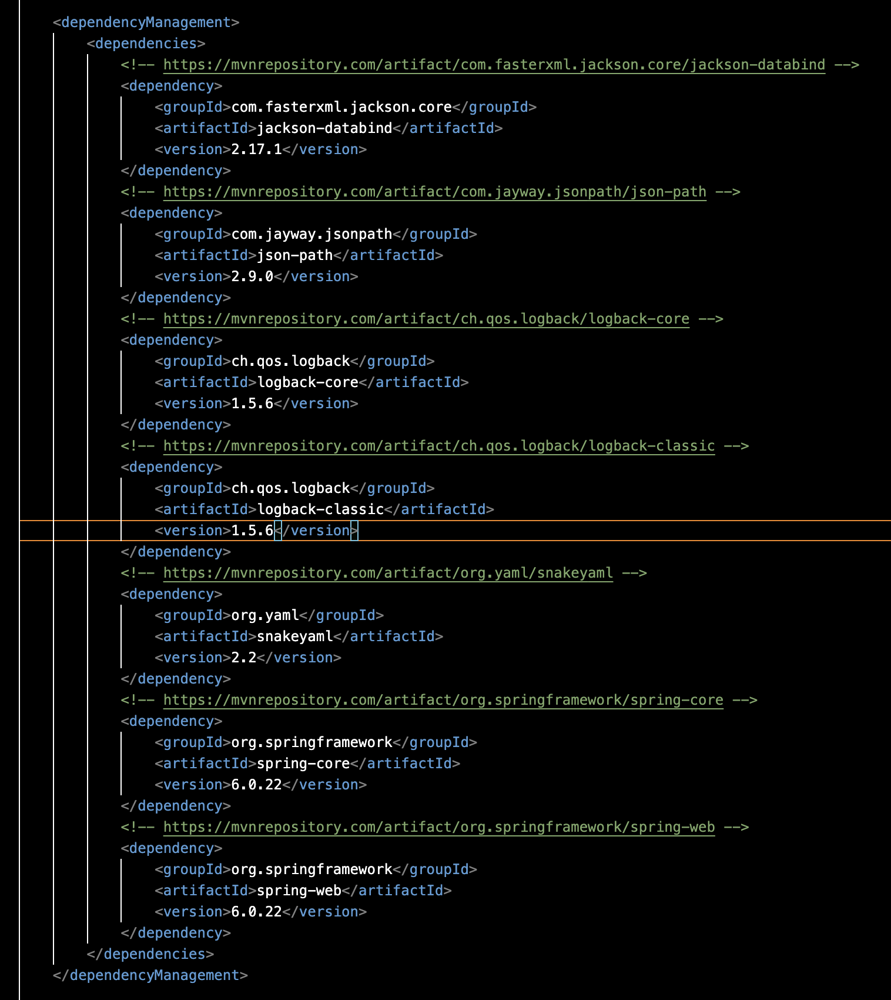 <dependencyManagement>
<dependencies>
<!-- https://mvnrepository.com/artifact/com.fasterxml.jackson.core/jackson-databind -->
<dependency>
<groupId>com.fasterxml.jackson.core</groupId>
<artifactId>jackson-databind</artifactId>
<version>2.17.1</version>
</dependency>
<!-- https://mvnrepository.com/artifact/com.jayway.jsonpath/json-path -->
<dependency>
<groupId>com.jayway.jsonpath</groupId>
<artifactId>json-path</artifactId>
<version>2.9.0</version>
</dependency>
<!-- https://mvnrepository.com/artifact/ch.qos.logback/logback-core -->
<dependency>
<groupId>ch.qos.logback</groupId>
<artifactId>logback-core</artifactId>
<version>1.5.6</version>
</dependency>
<!-- https://mvnrepository.com/artifact/ch.qos.logback/logback-classic -->
<dependency>
<groupId>ch.qos.logback</groupId>
<artifactId>logback-classic</artifactId>
<version>1.5.6</version>
</dependency>
<!-- https://mvnrepository.com/artifact/org.yaml/snakeyaml -->
<dependency>
<groupId>org.yaml</groupId>
<artifactId>snakeyaml</artifactId>
<version>2.2</version>
</dependency>
<!-- https://mvnrepository.com/artifact/org.springframework/spring-core -->
<dependency>
<groupId>org.springframework</groupId>
<artifactId>spring-core</artifactId>
<version>6.0.22</version>
</dependency>
<!-- https://mvnrepository.com/artifact/org.springframework/spring-web -->
<dependency>
<groupId>org.springframework</groupId>
<artifactId>spring-web</artifactId>
<version>6.0.22</version>
</dependency>
</dependencies>
</dependencyManagement>